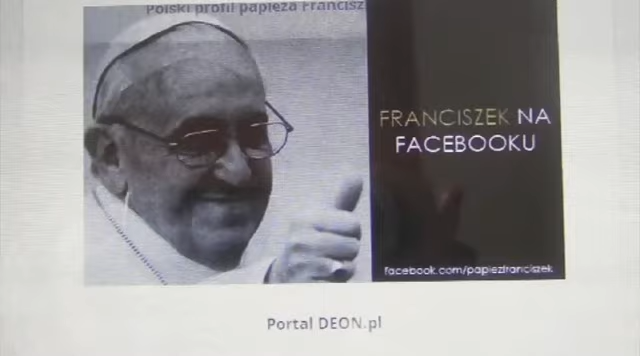 Polski profil papieża Francisz
FRANCISZEK NA
FACEBOOKU
facebook.com/papiezfranciszek
Portal DEON.pl